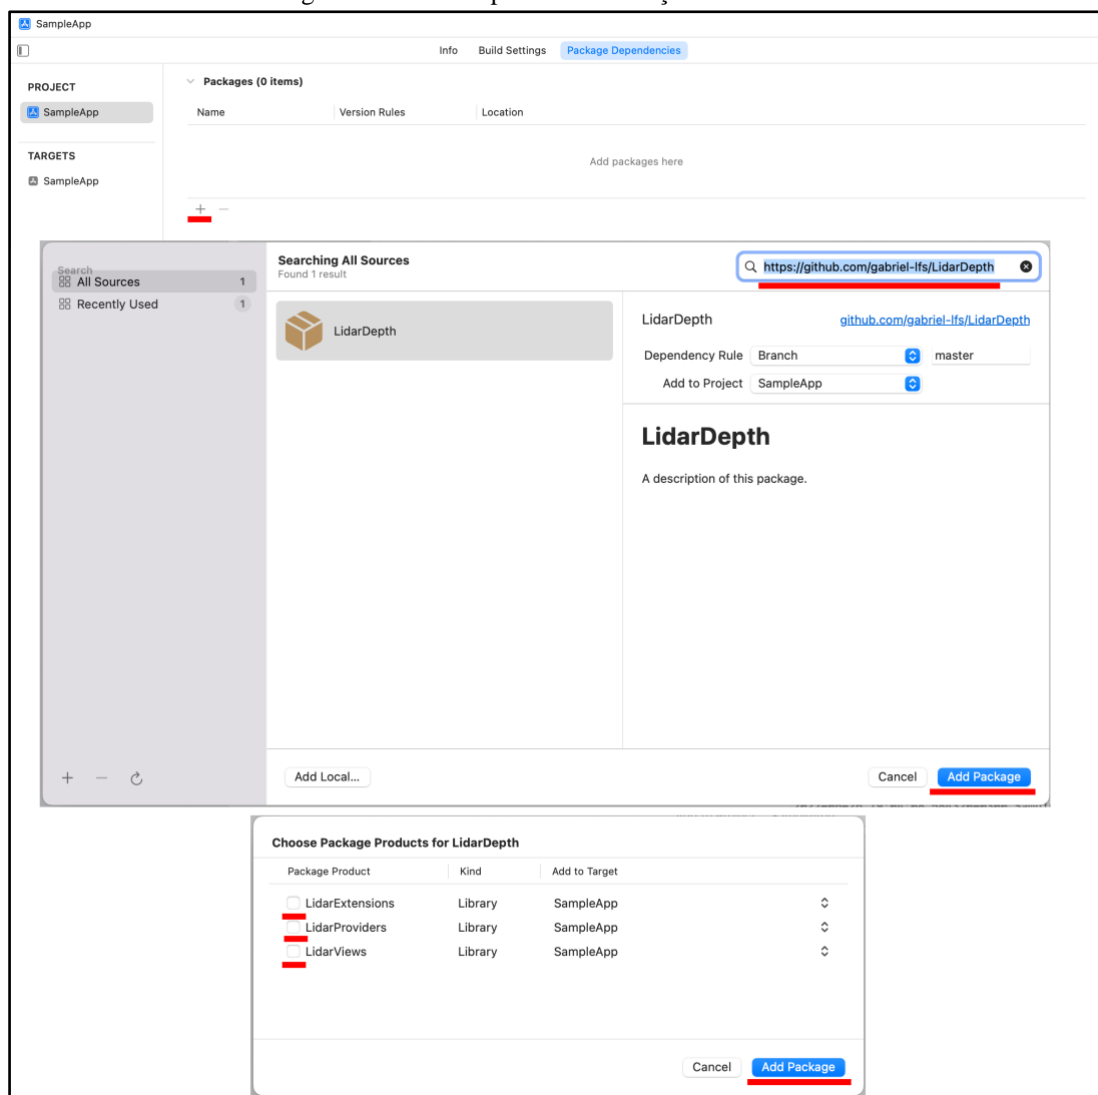 SampleApp
Info Build Settings Package Dependencies
PROJECT
SampleApp
TARGETS
SampleApp
Packages (0 items)
Name Version Rules Location
Add packages here
+ −
Search
All Sources 1
Recently Used 1
Searching All Sources
Found 1 result
https://github.com/gabriel-lfs/LidarDepth
LidarDepth
LidarDepth github.com/gabriel-lfs/LidarDepth
Dependency Rule Branch master
Add to Project SampleApp
LidarDepth
A description of this package.
+ −
Add Local...
Cancel Add Package
Choose Package Products for LidarDepth
Package Product Kind Add to Target
LidarExtensions Library SampleApp
LidarProviders Library SampleApp
LidarViews Library SampleApp
Cancel Add Package